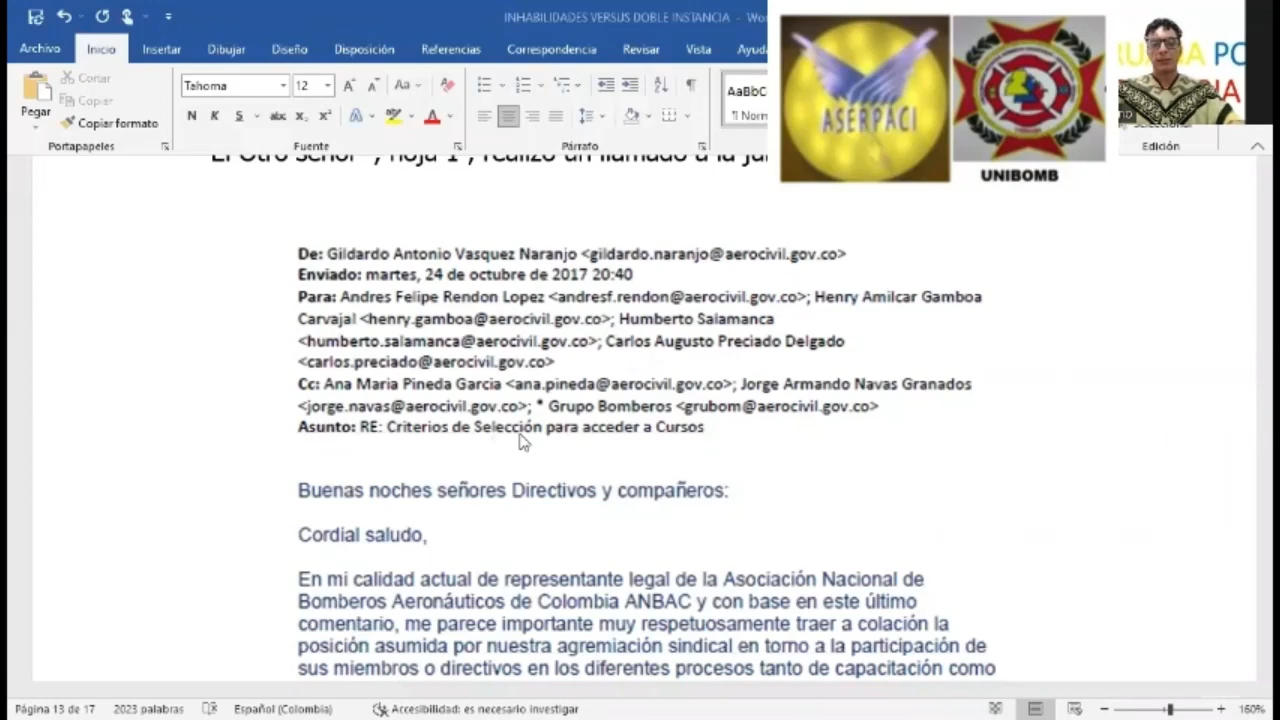 INHABILIDADES VERSUS DOBLE INSTANCIA -
Archivo Inicio Insertar Dibujar Diseño Disposición Referencias Correspondencia Revisar Vista
Pegar
Cortar
Copiar
Copiar formato
Portapapeles
Tahoma 12
Aa
N K S abc x₂ x²
Fuente
Párrafo
AaBbC
¶ Norm
Edición
ASERPACI
UNIBOMB
De: Gildardo Antonio Vasquez Naranjo <gildardo.naranjo@aerocivil.gov.co>
Enviado: martes, 24 de octubre de 2017 20:40
Para: Andres Felipe Rendon Lopez <andresf.rendon@aerocivil.gov.co>; Henry Amilcar Gamboa
Carvajal <henry.gamboa@aerocivil.gov.co>; Humberto Salamanca
<humberto.salamanca@aerocivil.gov.co>; Carlos Augusto Preciado Delgado
<carlos.preciado@aerocivil.gov.co>
Cc: Ana Maria Pineda Garcia <ana.pineda@aerocivil.gov.co>; Jorge Armando Navas Granados
<jorge.navas@aerocivil.gov.co>; * Grupo Bomberos <grubom@aerocivil.gov.co>
Asunto: RE: Criterios de Selección para acceder a Cursos
Buenas noches señores Directivos y compañeros:
Cordial saludo,
En mi calidad actual de representante legal de la Asociación Nacional de
Bomberos Aeronáuticos de Colombia ANBAC y con base en este último
comentario, me parece importante muy respetuosamente traer a colación la
posición asumida por nuestra agremiación sindical en torno a la participación de
sus miembros o directivos en los diferentes procesos tanto de capacitación como
Página 13 de 17 2023 palabras Español (Colombia) Accesibilidad: es necesario investigar 160%